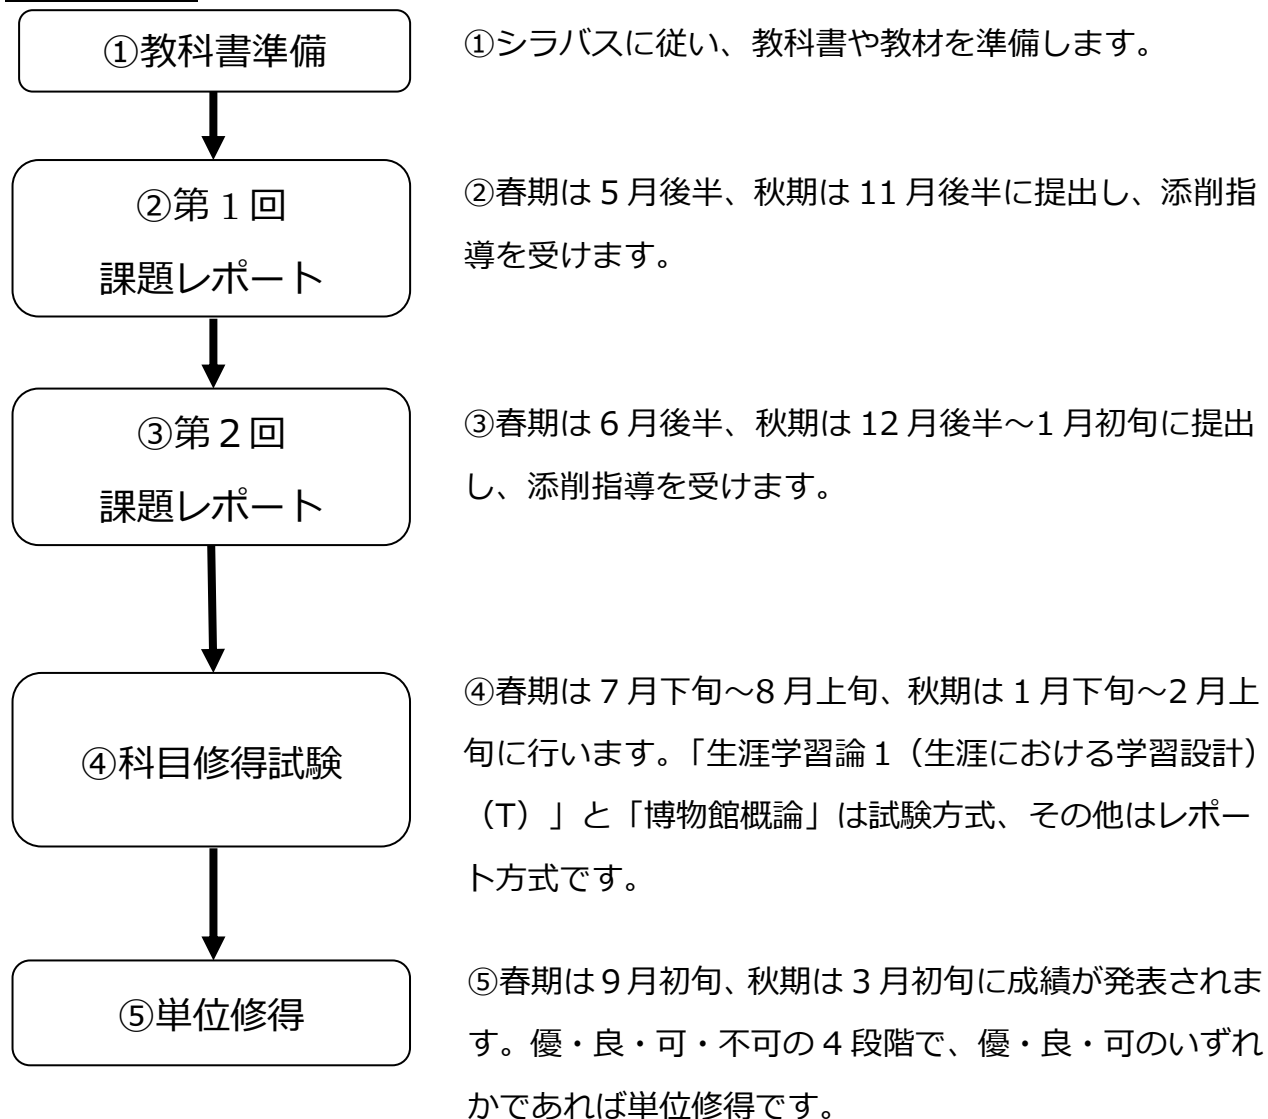 ①教科書準備
①シラバスに従い、教科書や教材を準備します。
②第１回
課題レポート
②春期は５月後半、秋期は 11 月後半に提出し、添削指
導を受けます。
③第２回
課題レポート
③春期は６月後半、秋期は 12 月後半～1 月初旬に提出
し、添削指導を受けます。
④科目修得試験
④春期は７月下旬～8 月上旬、秋期は１月下旬～2 月上
旬に行います。「生涯学習論１（生涯における学習設計）
（T）」と「博物館概論」は試験方式、その他はレポー
ト方式です。
⑤単位修得
⑤春期は９月初旬、秋期は３月初旬に成績が発表されま
す。優・良・可・不可の４段階で、優・良・可のいずれ
かであれば単位修得です。